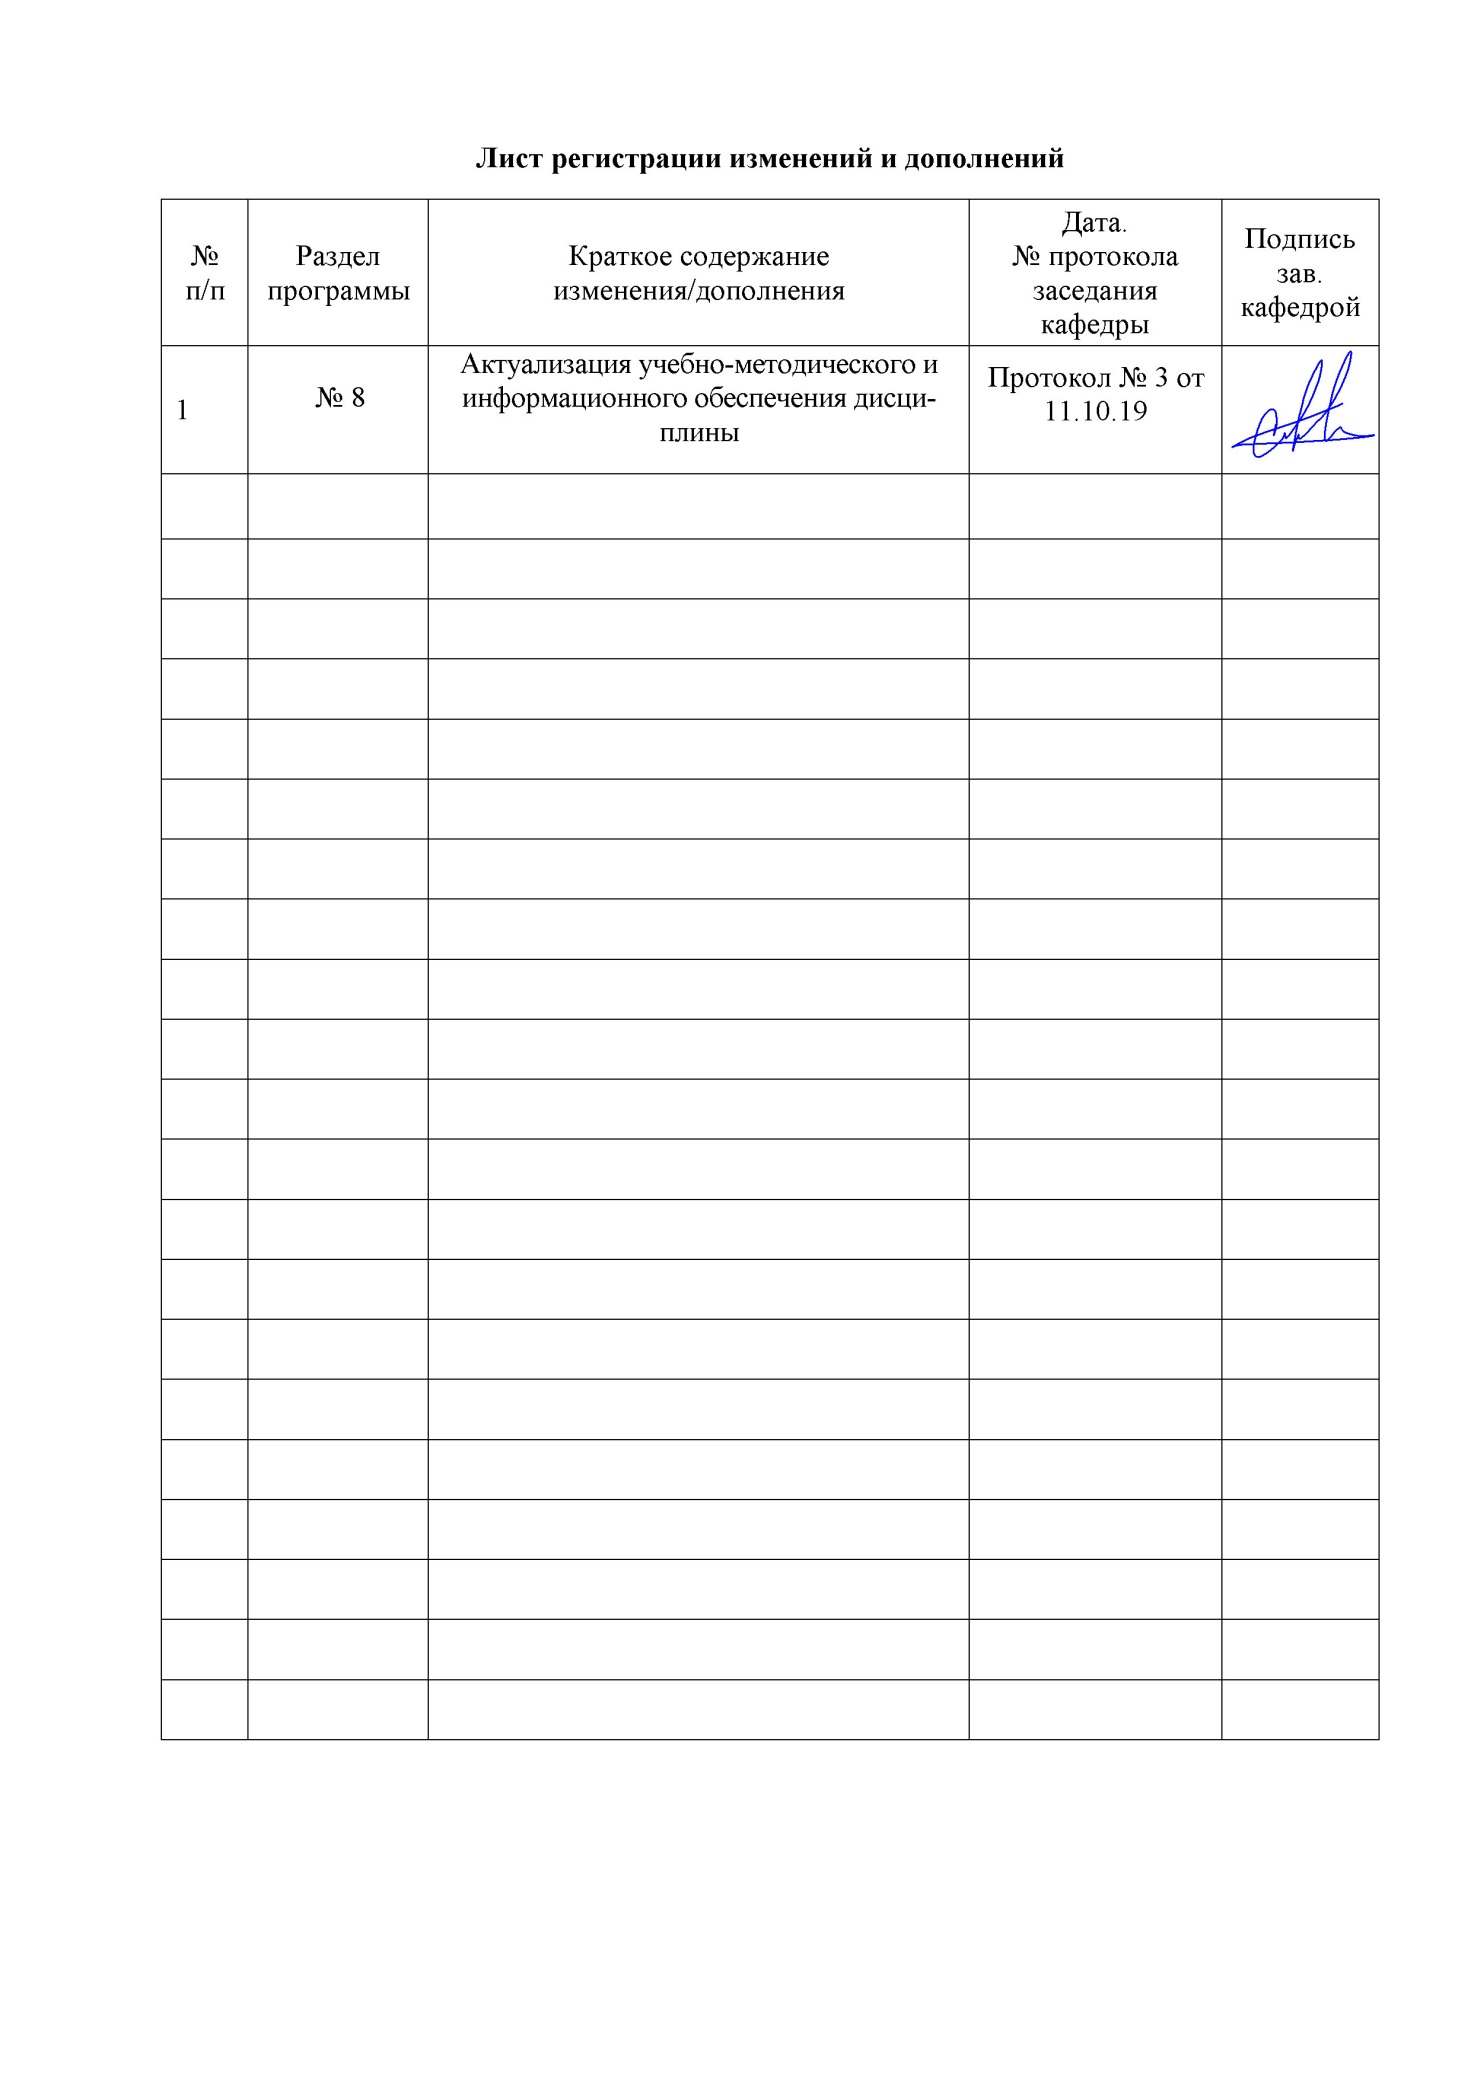 Лист регистрации изменений и дополнений
№
п/п
Раздел
программы
Краткое содержание
изменения/дополнения
Дата.
№ протокола
заседания
кафедры
Подпись
зав.
кафедрой
1
№ 8
Актуализация учебно-методического и
информационного обеспечения дисци-
плины
Протокол № 3 от
11.10.19